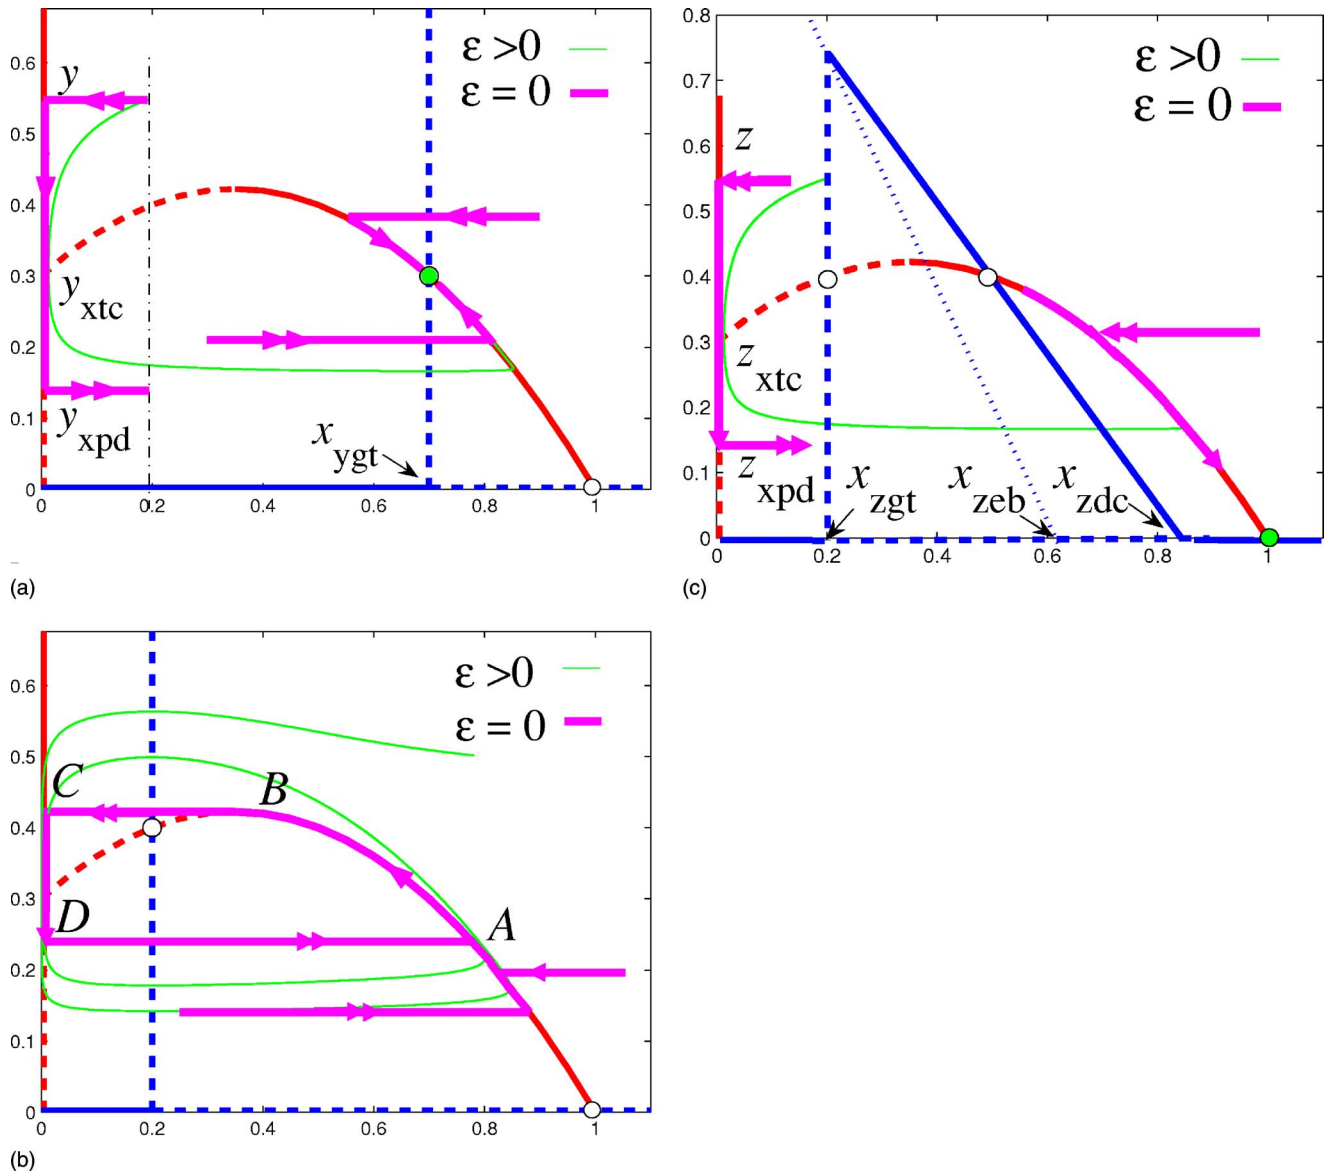 0.6
0.5
0.4
0.3
0.2
0.1
0
0 0.2 0.4 0.6 0.8 1
y
y xtc
y xpd
x ygt
ε >0
ε = 0
(a)
0.8
0.7
0.6
0.5
0.4
0.3
0.2
0.1
0
0 0.2 0.4 0.6 0.8 1
z
z xtc
z xpd
x zgt
x zeb
x zdc
ε >0
ε = 0
(c)
0.6
0.5
0.4
0.3
0.2
0.1
0
0 0.2 0.4 0.6 0.8 1
ε >0
ε = 0
C
B
D
A
(b)